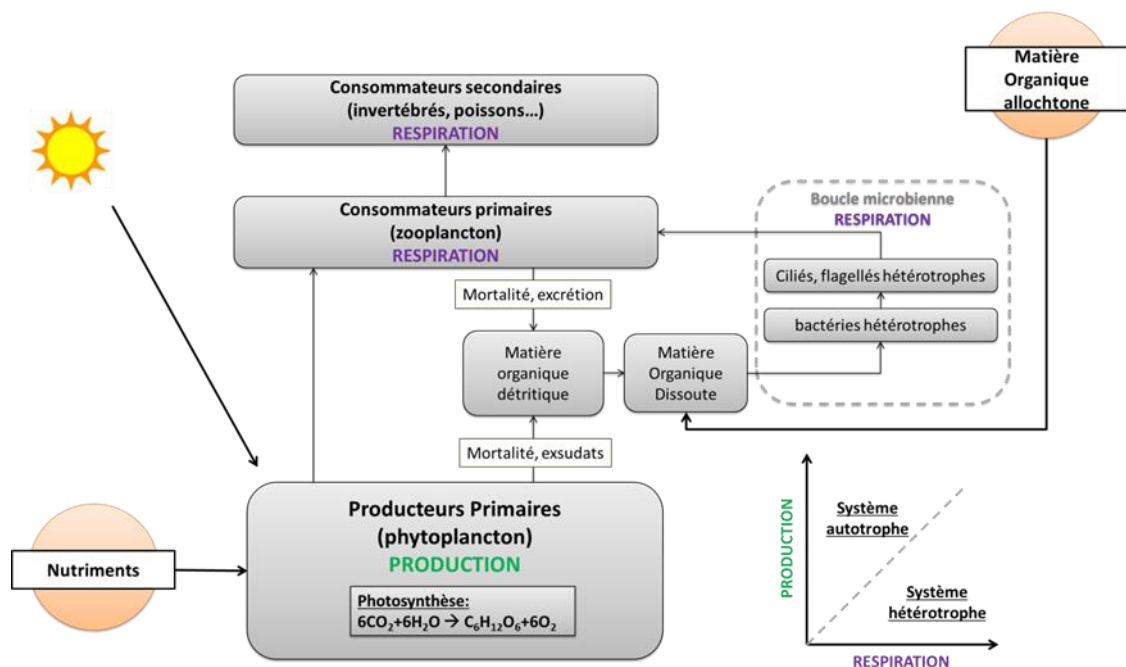 Matière
Organique
allochtone
Consommateurs secondaires
(invertébrés, poissons…)
RESPIRATION
Boucle microbienne
RESPIRATION
Consommateurs primaires
(zooplancton)
RESPIRATION
Ciliés, flagellés hétérotrophes
bactéries hétérotrophes
Mortalité, excrétion
Matière
organique
détritique
Matière
Organique
Dissoute
Mortalité, exsudats
Producteurs Primaires
(phytoplancton)
PRODUCTION
Photosynthèse:
6CO₂+6H₂O → C₆H₁₂O₆+6O₂
Nutriments
PRODUCTION
Système
autotrophe
Système
hétérotrophe
RESPIRATION